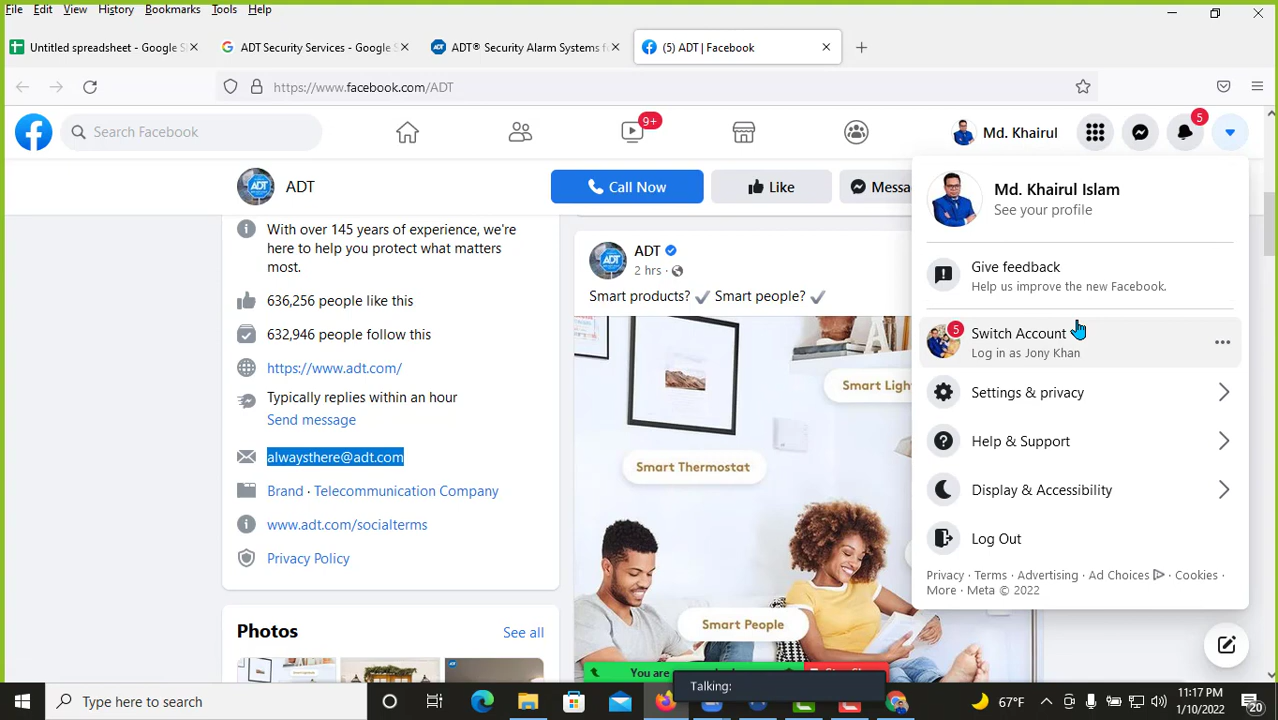 File Edit View History Bookmarks Tools Help
Untitled spreadsheet - Google S
ADT Security Services - Google S
ADT® Security Alarm Systems f
(5) ADT | Facebook
https://www.facebook.com/ADT
Search Facebook
9+
Md. Khairul
5
ADT
ADT
Call Now
Like
Messa
With over 145 years of experience, we're
here to help you protect what matters
most.
636,256 people like this
632,946 people follow this
https://www.adt.com/
Typically replies within an hour
Send message
alwaysthere@adt.com
Brand · Telecommunication Company
www.adt.com/socialterms
Privacy Policy
Photos
See all
ADT
ADT
2 hrs ·
Smart products? Smart people?
Smart Ligh
Smart Thermostat
Smart People
You are
Talking:
Md. Khairul Islam
See your profile
Give feedback
Help us improve the new Facebook.
5
Switch Account
Log in as Jony Khan
Settings & privacy
Help & Support
Display & Accessibility
Log Out
Privacy · Terms · Advertising · Ad Choices · Cookies ·
More · Meta © 2022
Type here to search
67°F
11:17 PM
1/10/2022
20